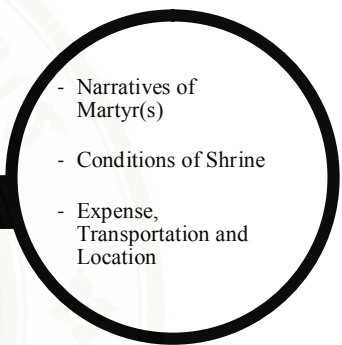 - Narratives of
Martyr(s)
- Conditions of Shrine
- Expense,
Transportation and
Location